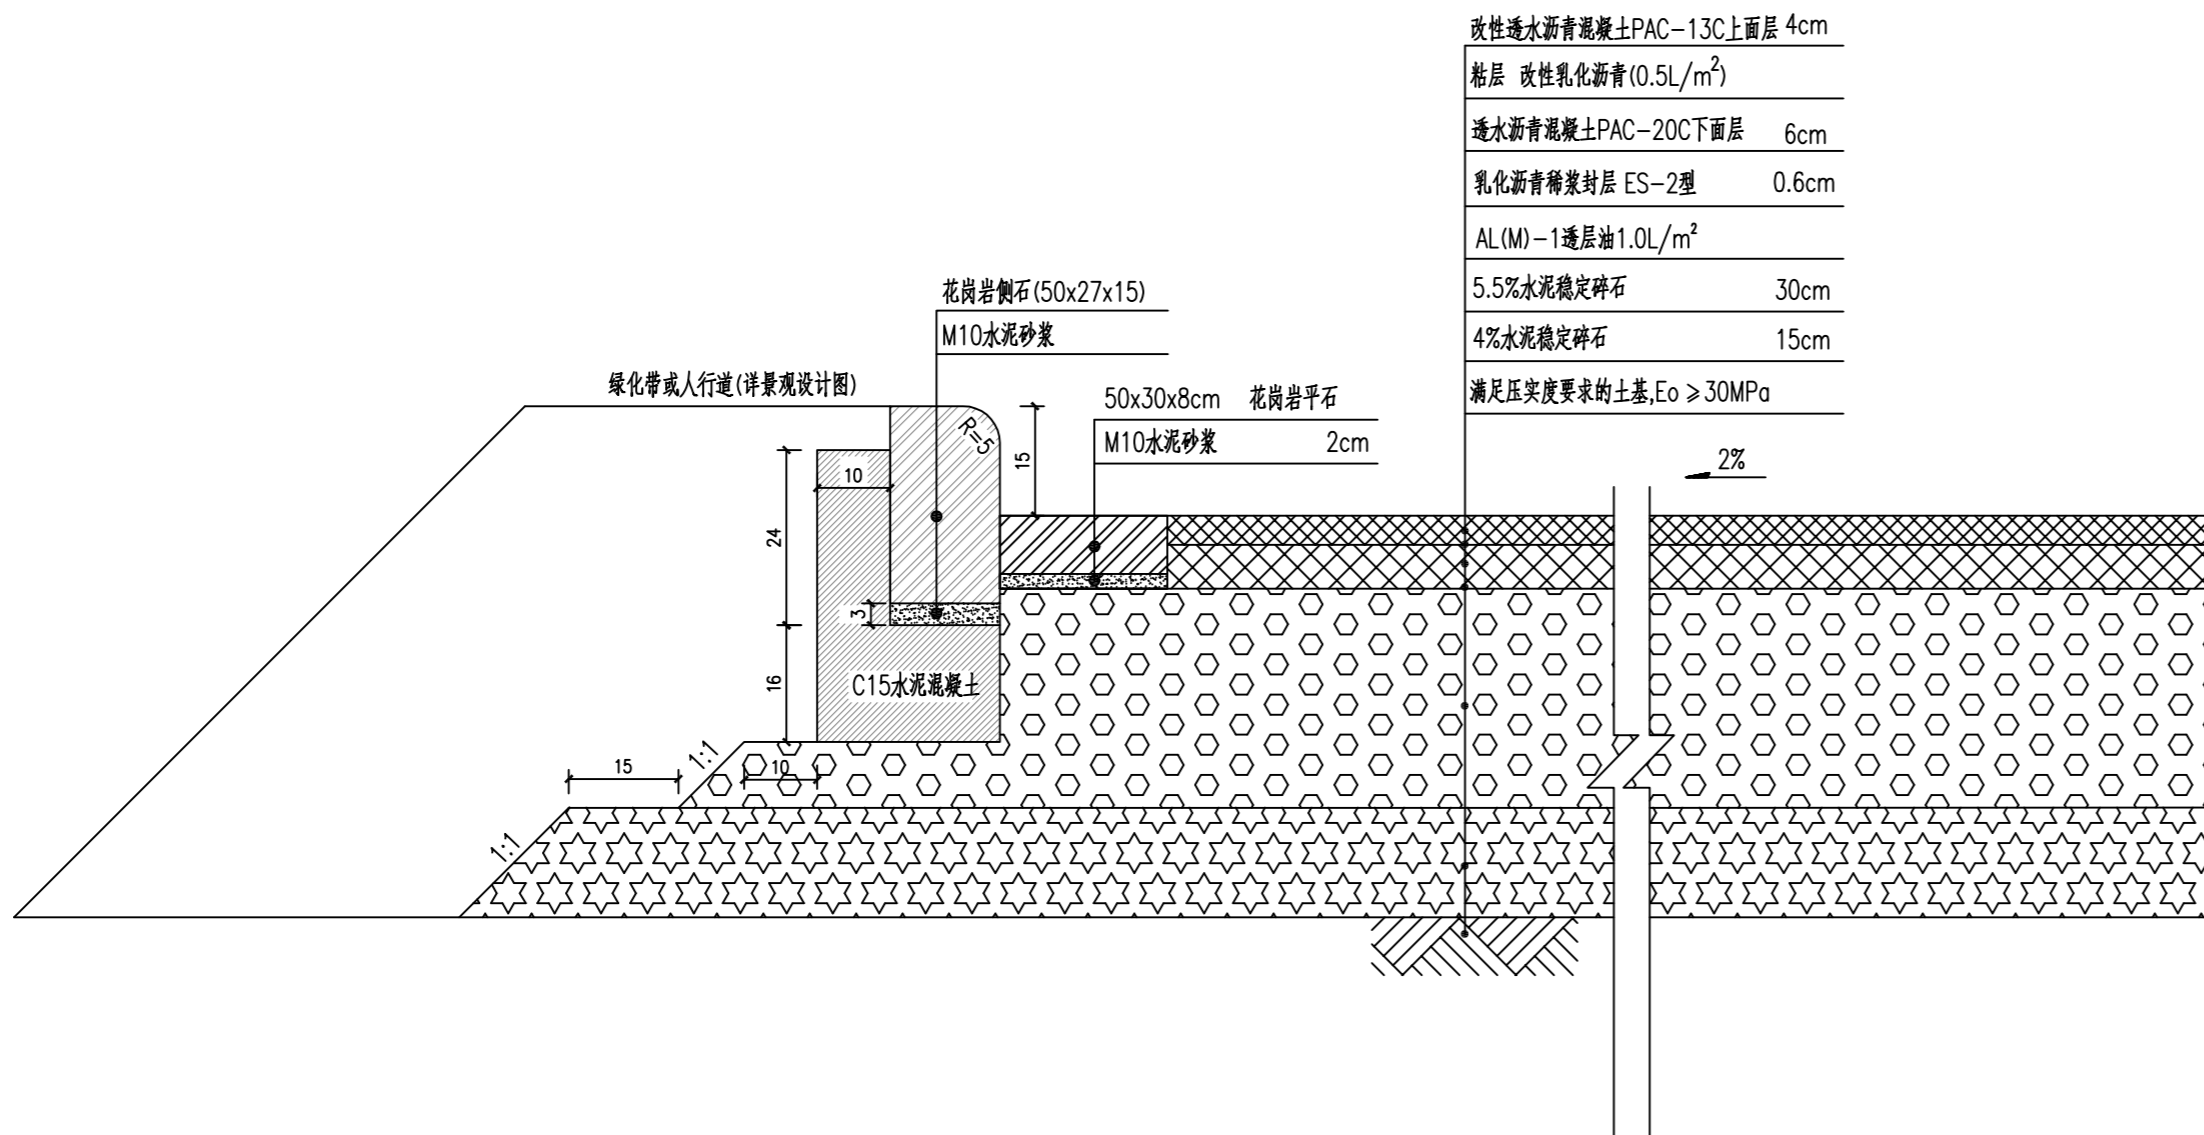 改性透水沥青混凝土PAC-13C上面层 4cm
粘层 改性乳化沥青(0.5L/m²)
透水沥青混凝土PAC-20C下面层 6cm
乳化沥青稀浆封层 ES-2型 0.6cm
AL(M)-1透层油1.0L/m²
5.5%水泥稳定碎石 30cm
4%水泥稳定碎石 15cm
满足压实度要求的土基,Eo≥30MPa
花岗岩侧石(50x27x15)
M10水泥砂浆
绿化带或人行道(详景观设计图)
50x30x8cm 花岗岩平石
M10水泥砂浆 2cm
R=5
15
2%
10
24
3
16
C15水泥混凝土
1:1
15
10
1:1